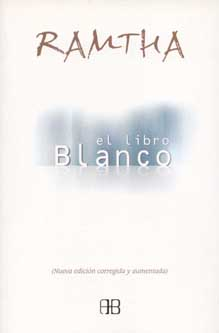 RAMTHA
el libro
Blanco
(Nueva edición corregida y aumentada)